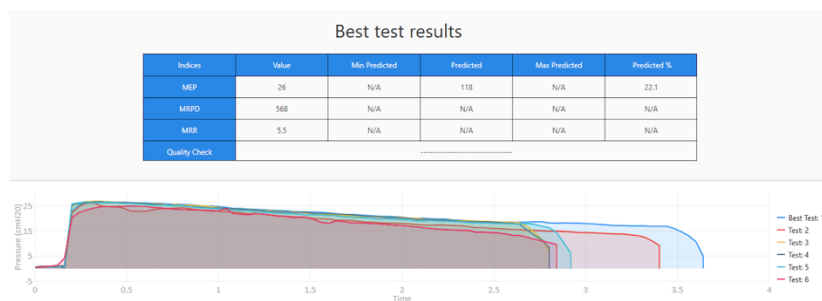 Best test results
Indices Value Min Predicted Predicted Max Predicted Predicted %
MEP 26 N/A 118 N/A 22.1
MRPD 568 N/A N/A N/A N/A
MRR 5.5 N/A N/A N/A N/A
Quality Check ------------------------------
Pressure (cmH20)
25
15
5
-5
0 0.5 1 1.5 2 2.5 3 3.5 4
Time
Best Test:
Test: 2
Test: 3
Test: 4
Test: 5
Test: 6